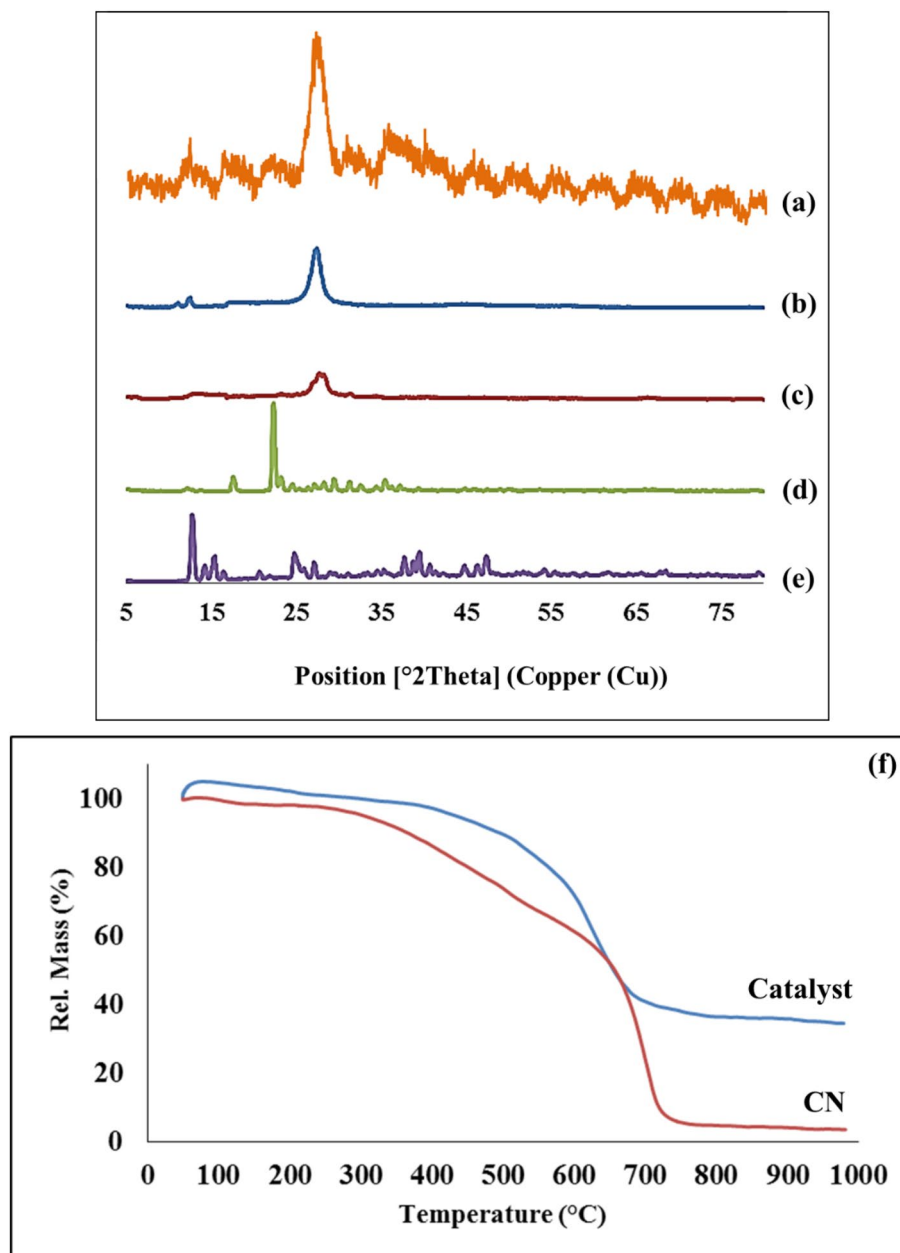 (a)
(b)
(c)
(d)
(e)
5 15 25 35 45 55 65 75
Position [°2Theta] (Copper (Cu))
(f)
100
80
60
40
20
0
Rel. Mass (%)
Catalyst
CN
0 100 200 300 400 500 600 700 800 900 1000
Temperature (°C)